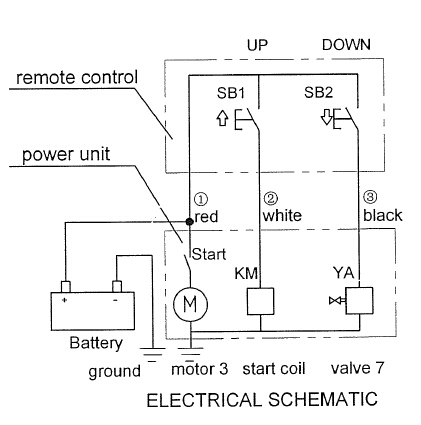 UP DOWN
remote control
SB1 SB2
power unit
① ② ③
red white black
Start
KM YA
+ -
M
Battery
ground motor 3 start coil valve 7
ELECTRICAL SCHEMATIC